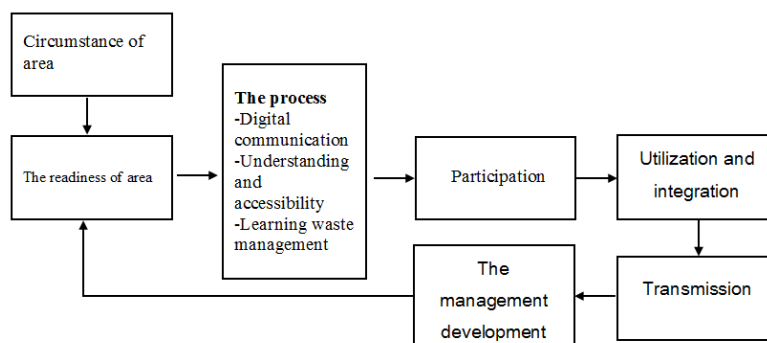 Circumstance of
area
The readiness of area
The process
-Digital
communication
-Understanding
and
accessibility
-Learning waste
management
Participation
Utilization and
integration
Transmission
The
management
development